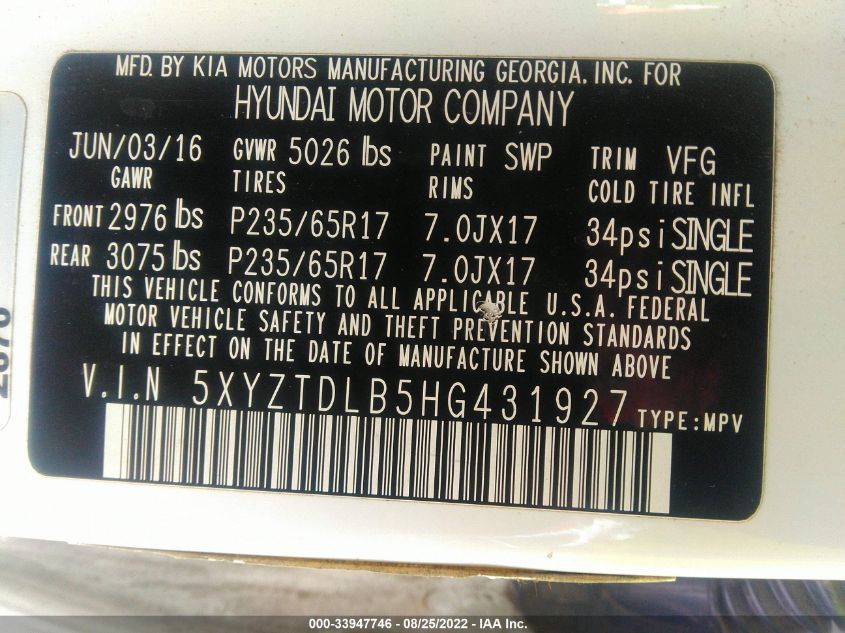 MFD. BY KIA MOTORS MANUFACTURING GEORGIA. INC. FOR
HYUNDAI MOTOR COMPANY
JUN/03/16 GVWR 5026 lbs PAINT SWP TRIM VFG
GAWR TIRES RIMS COLD TIRE INFL
FRONT 2976 lbs P235/65R17 7.0JX17 34psi SINGLE
REAR 3075 lbs P235/65R17 7.0JX17 34psi SINGLE
THIS VEHICLE CONFORMS TO ALL APPLICABLE U.S.A. FEDERAL
MOTOR VEHICLE SAFETY AND THEFT PREVENTION STANDARDS
IN EFFECT ON THE DATE OF MANUFACTURE SHOWN ABOVE
V.I.N 5XYZTDLB5HG431927 TYPE:MPV
000-33947746 - 08/25/2022 - IAA Inc.